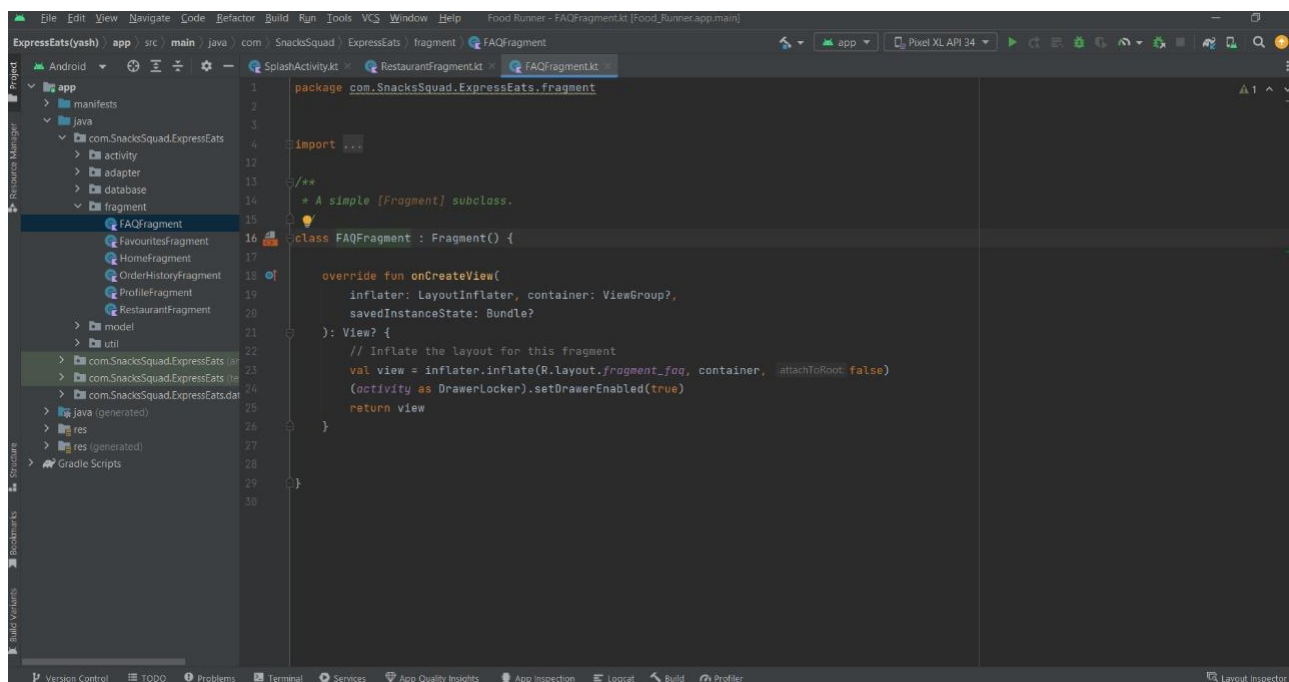 File Edit View Navigate Code Refactor Build Run Tools VCS Window Help Food Runner - FAQFragment.kt [Food_Runner.app.main]
ExpressEats(yash) app src main java com SnacksSquad ExpressEats fragment FAQFragment app Pixel XL API 34
Android SplashActivity.kt RestaurantFragment.kt FAQFragment.kt
Project
Resource Manager
Structure
Bookmarks
Build Variants
app
manifests
java
com.SnacksSquad.ExpressEats
activity
adapter
database
fragment
FAQFragment
FavouritesFragment
HomeFragment
OrderHistoryFragment
ProfileFragment
RestaurantFragment
model
util
com.SnacksSquad.ExpressEats (ar
com.SnacksSquad.ExpressEats (te
com.SnacksSquad.ExpressEats.dat
java (generated)
res
res (generated)
Gradle Scripts
1 package com.SnacksSquad.ExpressEats.fragment 1
2
3
4 import ...
12
13 /**
14 * A simple [Fragment] subclass.
15 */
16 class FAQFragment : Fragment() {
17
18 override fun onCreateView(
19 inflater: LayoutInflater, container: ViewGroup?,
20 savedInstanceState: Bundle?
21 ): View? {
22 // Inflate the layout for this fragment
23 val view = inflater.inflate(R.layout.fragment_faq, container, attachToRoot: false)
24 (activity as DrawerLocker).setDrawerEnabled(true)
25 return view
26 }
27
28
29 }
30
Version Control TODO Problems Terminal Services App Quality Insights App Inspection Logcat Build Profiler Layout Inspector